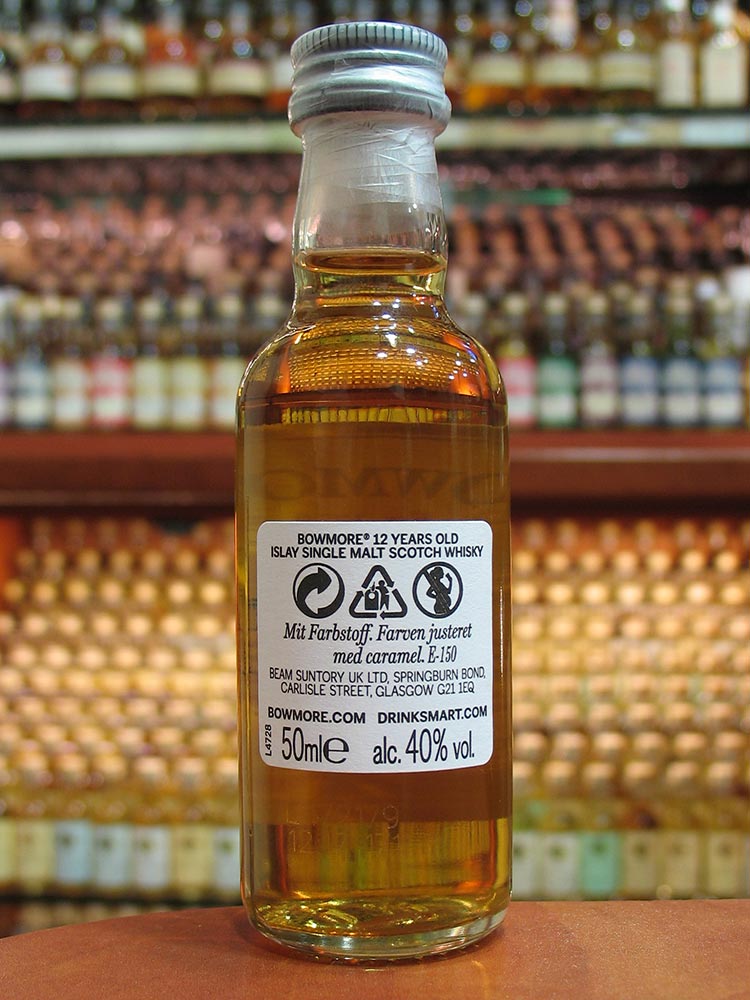 BOWMORE® 12 YEARS OLD
ISLAY SINGLE MALT SCOTCH WHISKY
Mit Farbstoff. Farven justeret
med caramel. E-150
BEAM SUNTORY UK LTD, SPRINGBURN BOND,
CARLISLE STREET, GLASGOW G21 1EQ
BOWMORE.COM DRINKSMART.COM
L4728
50ml℮ alc. 40% vol.